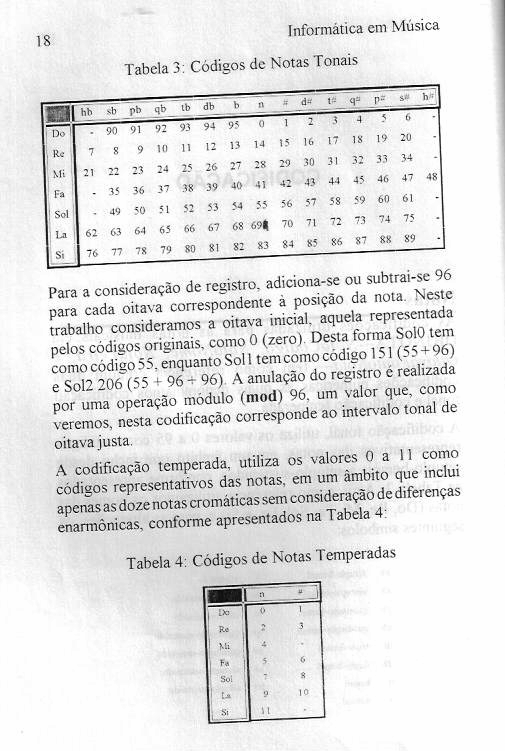 18
Informática em Música
Tabela 3: Códigos de Notas Tonais
hb sb pb qb tb db b n # d# t# q# p# s# h#
Do - 90 91 92 93 94 95 0 1 2 3 4 5 6 -
Re 7 8 9 10 11 12 13 14 15 16 17 18 19 20 -
Mi 21 22 23 24 25 26 27 28 29 30 31 32 33 34 -
Fa - 35 36 37 38 39 40 41 42 43 44 45 46 47 48
Sol - 49 50 51 52 53 54 55 56 57 58 59 60 61 -
La 62 63 64 65 66 67 68 69 70 71 72 73 74 75 -
Si 76 77 78 79 80 81 82 83 84 85 86 87 88 89 -
Para a consideração de registro, adiciona-se ou subtrai-se 96
para cada oitava correspondente à posição da nota. Neste
trabalho consideramos a oitava inicial, aquela representada
pelos códigos originais, como 0 (zero). Desta forma Sol0 tem
como código 55, enquanto Sol1 tem como código 151 (55+96)
e Sol2 206 (55 + 96 + 96). A anulação do registro é realizada
por uma operação módulo (mod) 96, um valor que, como
veremos, nesta codificação corresponde ao intervalo tonal de
oitava justa.
A codificação temperada, utiliza os valores 0 a 11 como
códigos representativos das notas, em um âmbito que inclui
apenas as doze notas cromáticas sem consideração de diferenças
enarmônicas, conforme apresentados na Tabela 4:
Tabela 4: Códigos de Notas Temperadas
n #
Do 0 1
Re 2 3
Mi 4 -
Fa 5 6
Sol 7 8
La 9 10
Si 11 -